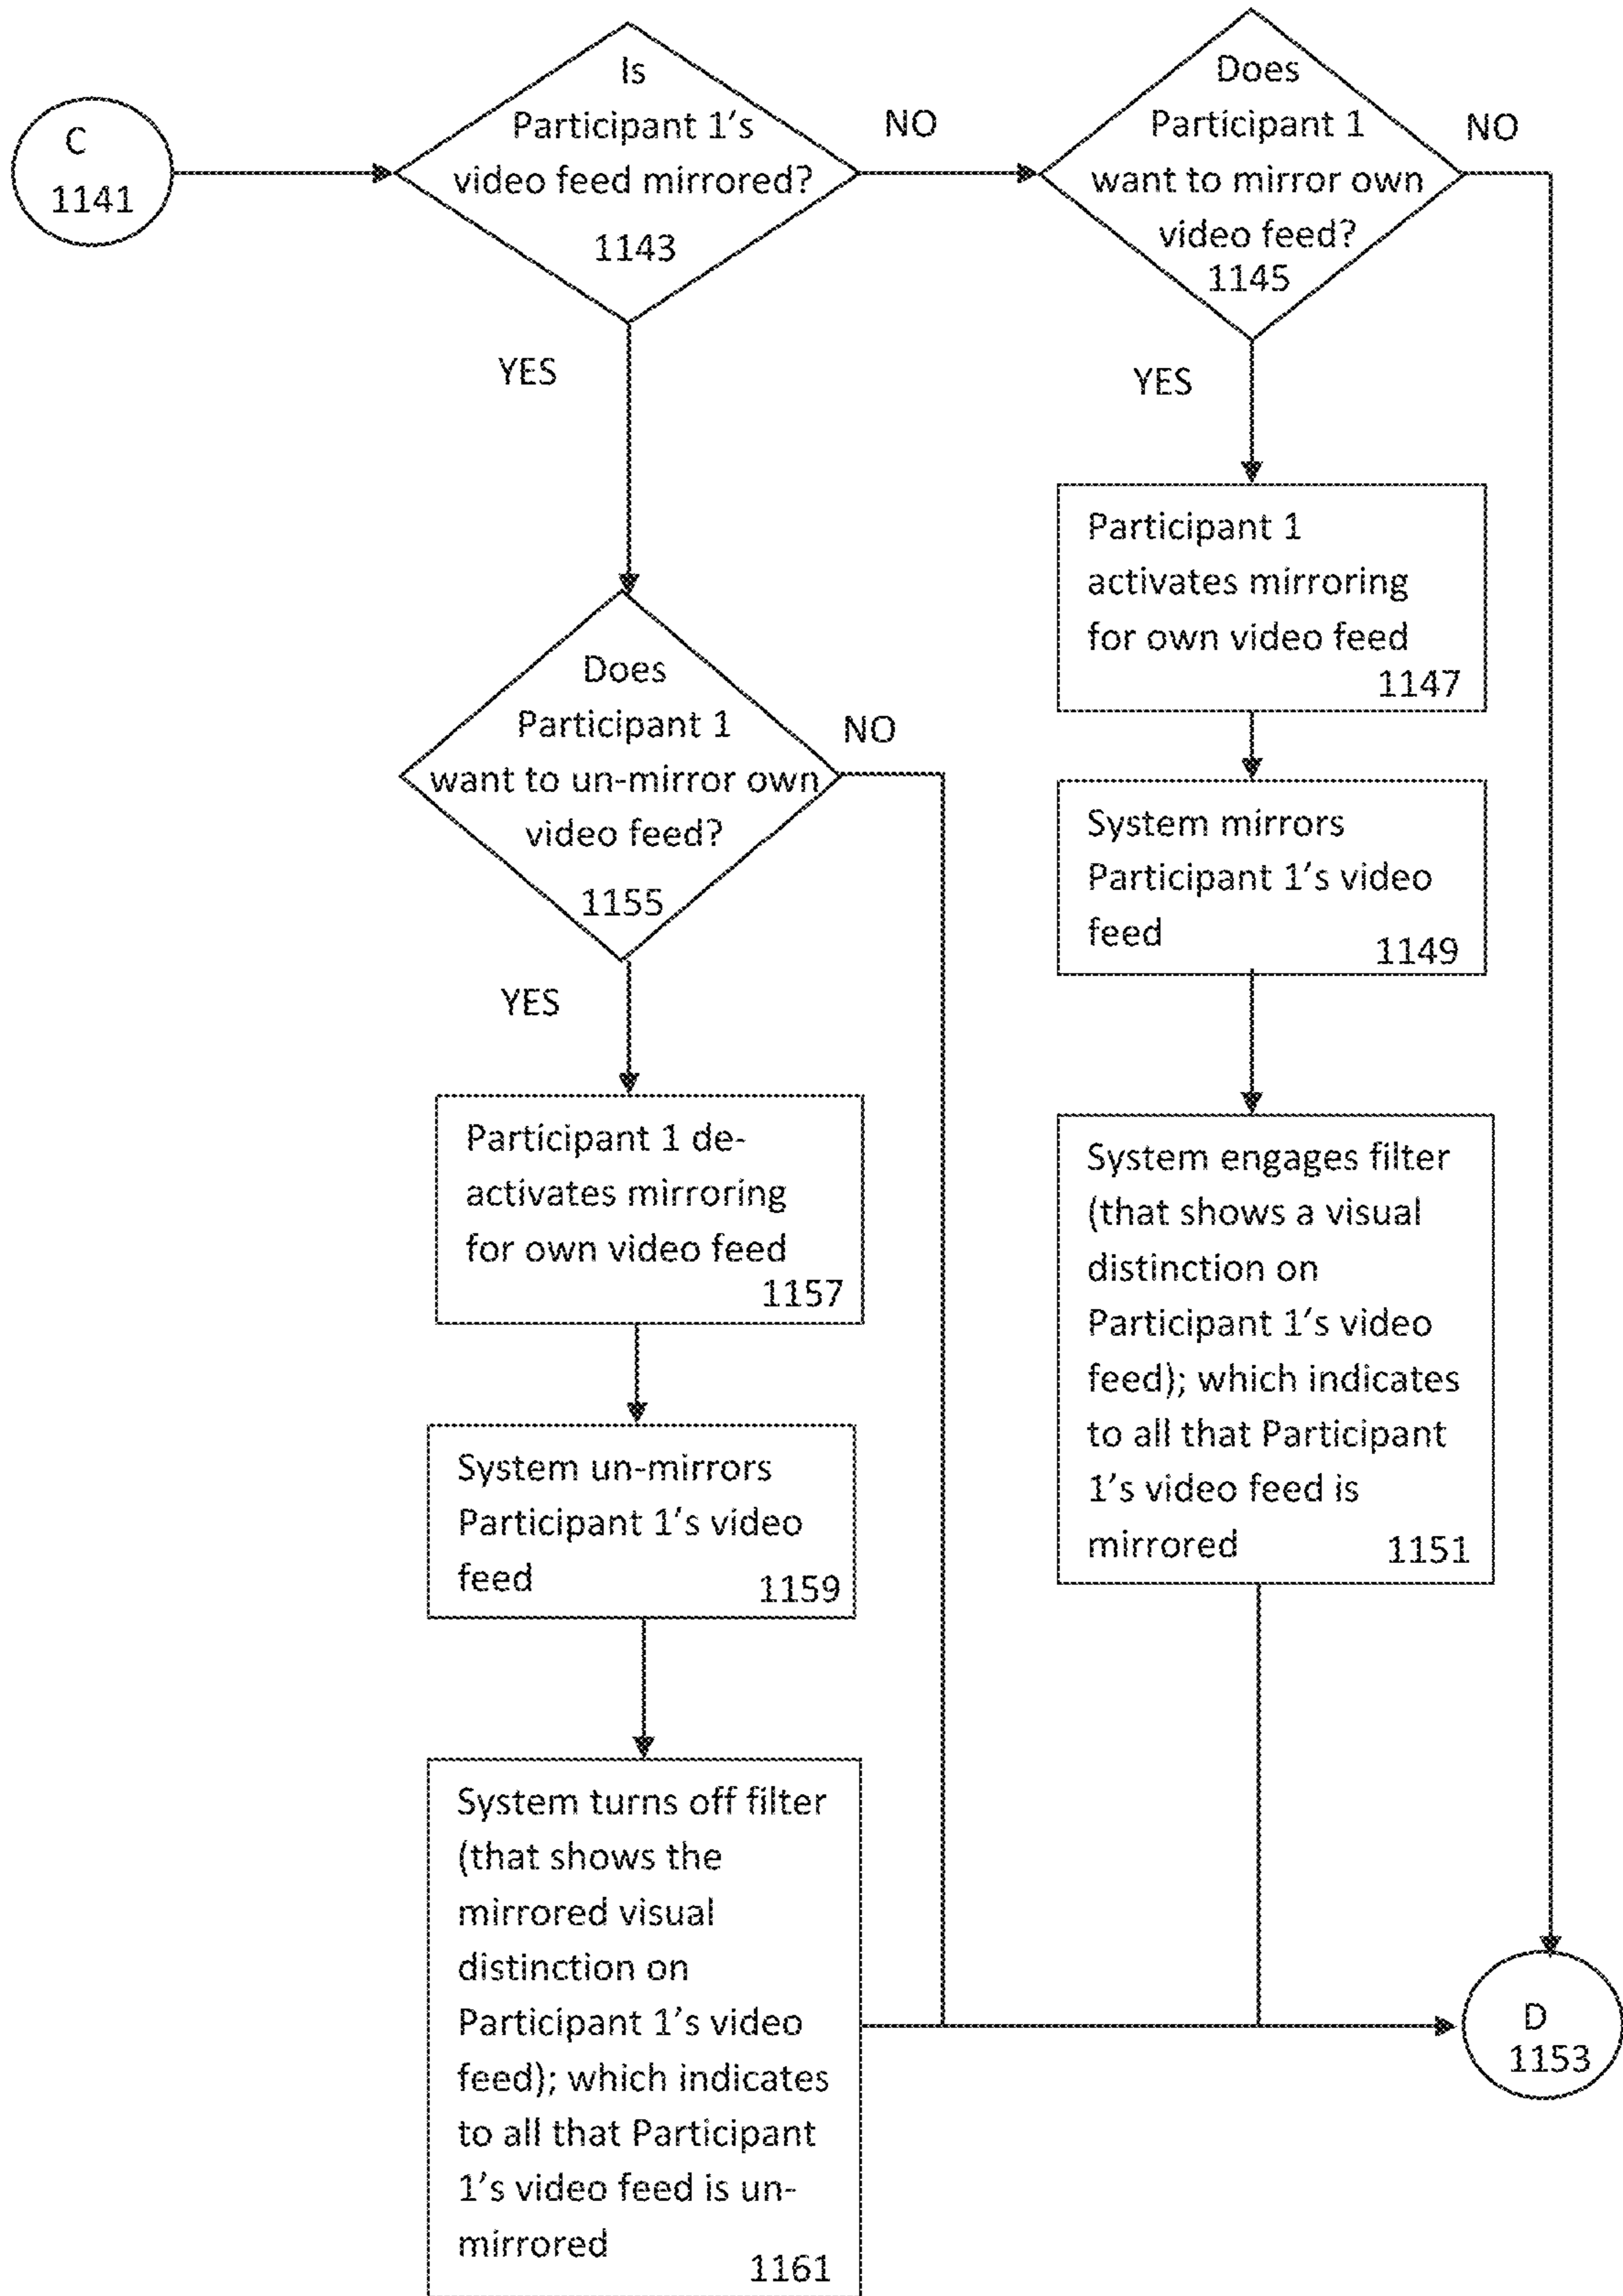 C
1141
Is
Participant 1's
video feed mirrored?
1143
NO
Does
Participant 1
want to mirror own
video feed?
1145
NO
YES
YES
Participant 1
activates mirroring
for own video feed
1147
System mirrors
Participant 1's video
feed
1149
System engages filter
(that shows a visual
distinction on
Participant 1's video
feed); which indicates
to all that Participant
1's video feed is
mirrored
1151
Does
Participant 1
want to un-mirror own
video feed?
1155
NO
YES
Participant 1 de-
activates mirroring
for own video feed
1157
System un-mirrors
Participant 1's video
feed
1159
System turns off filter
(that shows the
mirrored visual
distinction on
Participant 1's video
feed); which indicates
to all that Participant
1's video feed is un-
mirrored
1161
D
1153